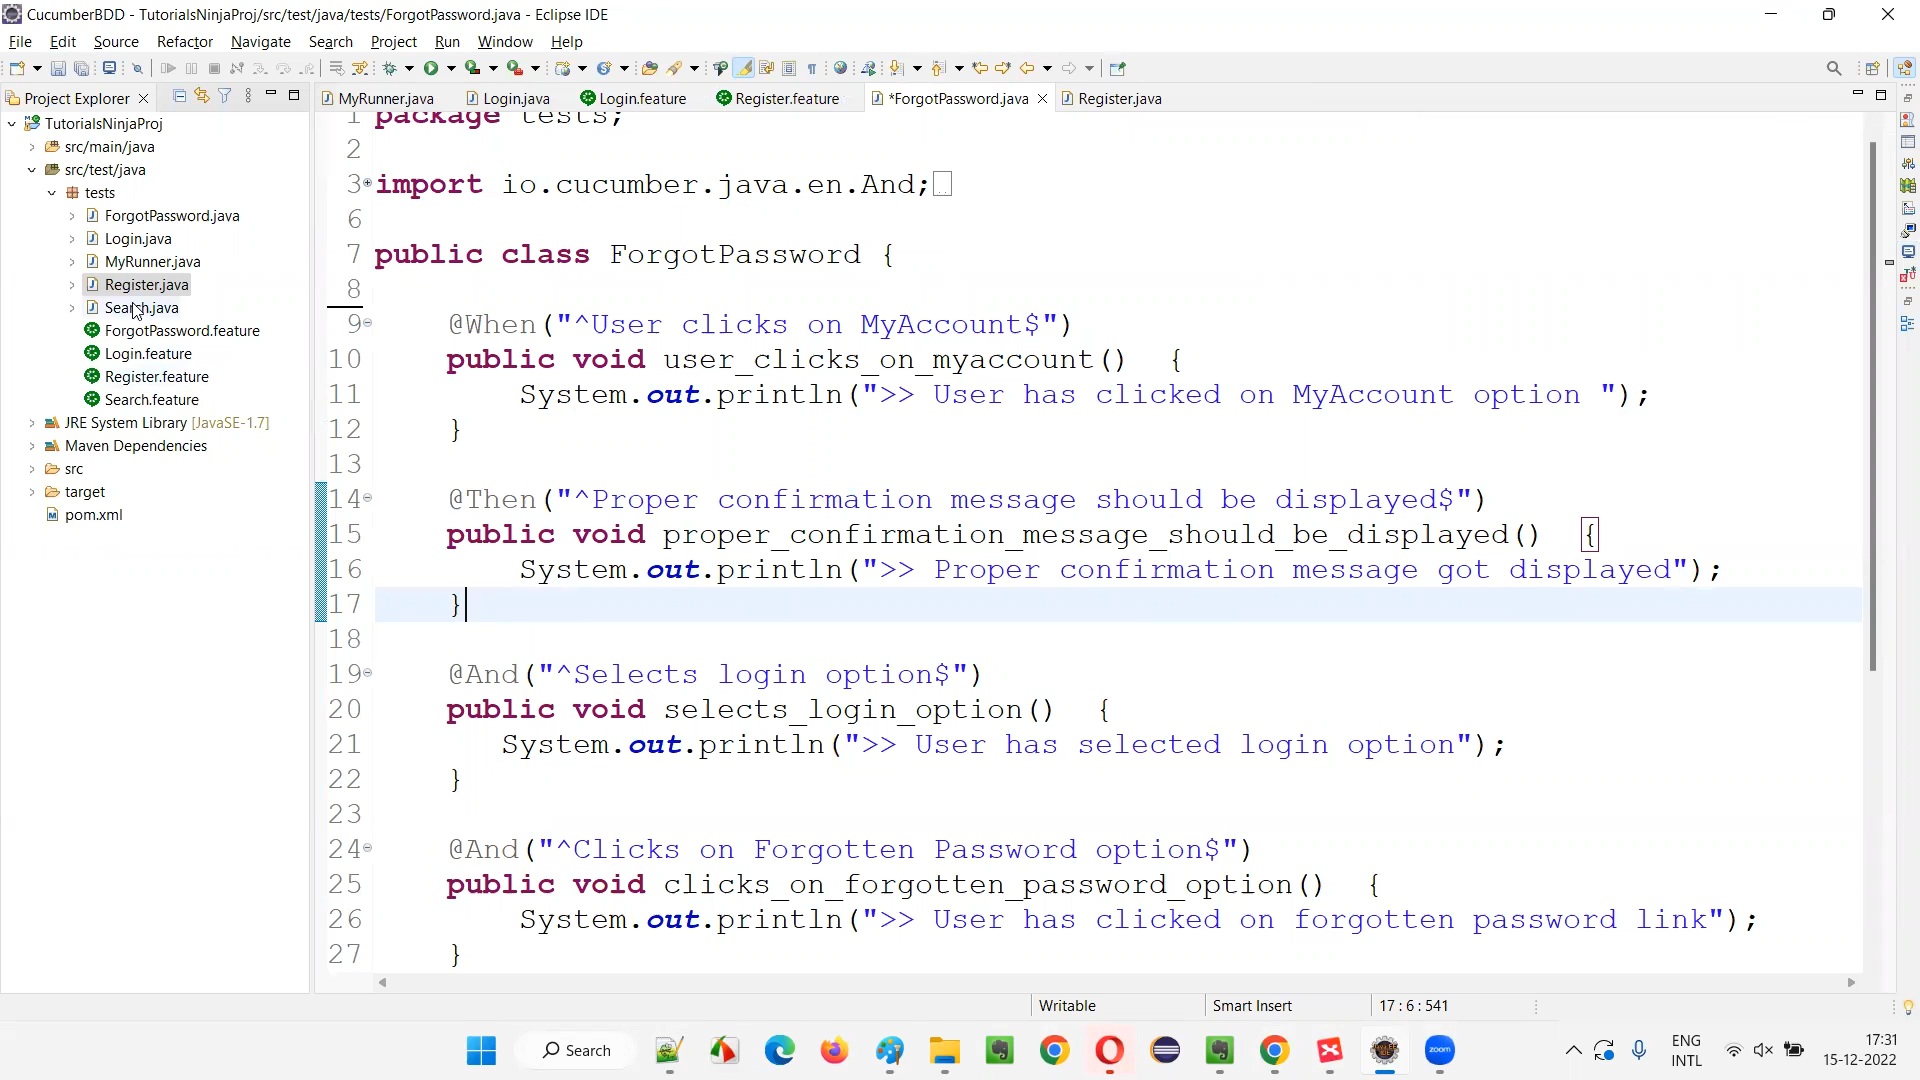 CucumberBDD - TutorialsNinjaProj/src/test/java/tests/ForgotPassword.java - Eclipse IDE
File Edit Source Refactor Navigate Search Project Run Window Help
Project Explorer
MyRunner.java Login.java Login.feature Register.feature *ForgotPassword.java Register.java
TutorialsNinjaProj
src/main/java
src/test/java
tests
ForgotPassword.java
Login.java
MyRunner.java
Register.java
Search.java
ForgotPassword.feature
Login.feature
Register.feature
Search.feature
JRE System Library [JavaSE-1.7]
Maven Dependencies
src
target
pom.xml
1 package tests;
2
3 import io.cucumber.java.en.And;
6
7 public class ForgotPassword {
8
9 @When("^User clicks on MyAccount$")
10 public void user_clicks_on_myaccount() {
11 System.out.println(">> User has clicked on MyAccount option ");
12 }
13
14 @Then("^Proper confirmation message should be displayed$")
15 public void proper_confirmation_message_should_be_displayed() {
16 System.out.println(">> Proper confirmation message got displayed");
17 }
18
19 @And("^Selects login option$")
20 public void selects_login_option() {
21 System.out.println(">> User has selected login option");
22 }
23
24 @And("^Clicks on Forgotten Password option$")
25 public void clicks_on_forgotten_password_option() {
26 System.out.println(">> User has clicked on forgotten password link");
27 }
Writable Smart Insert 17 : 6 : 541
Search
zoom
ENG
INTL
17:31
15-12-2022